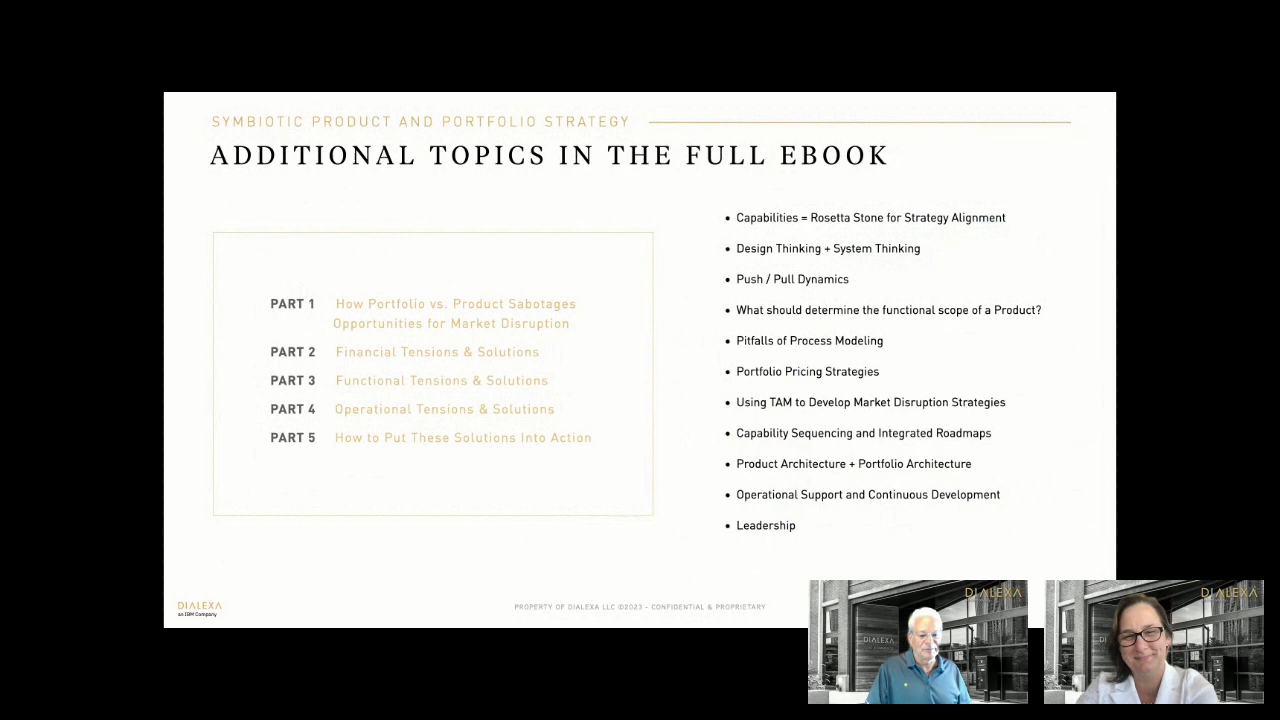 SYMBIOTIC PRODUCT AND PORTFOLIO STRATEGY
ADDITIONAL TOPICS IN THE FULL EBOOK
PART 1 How Portfolio vs. Product Sabotages
Opportunities for Market Disruption
PART 2 Financial Tensions & Solutions
PART 3 Functional Tensions & Solutions
PART 4 Operational Tensions & Solutions
PART 5 How to Put These Solutions Into Action
• Capabilities = Rosetta Stone for Strategy Alignment
• Design Thinking + System Thinking
• Push / Pull Dynamics
• What should determine the functional scope of a Product?
• Pitfalls of Process Modeling
• Portfolio Pricing Strategies
• Using TAM to Develop Market Disruption Strategies
• Capability Sequencing and Integrated Roadmaps
• Product Architecture + Portfolio Architecture
• Operational Support and Continuous Development
• Leadership
DIALEXA
an IBM Company
PROPERTY OF DIALEXA LLC ©2023 - CONFIDENTIAL & PROPRIETARY
DIALEXA
DIALEXA
DIALEXA